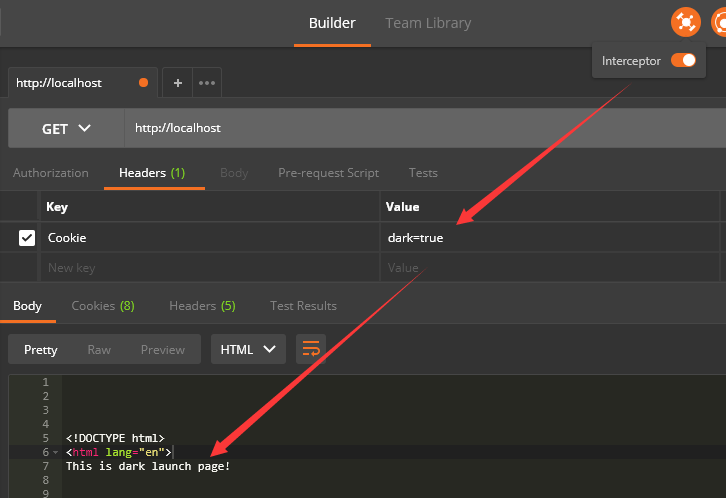 Builder Team Library
Interceptor
http://localhost + •••
GET http://localhost
Authorization Headers (1) Body Pre-request Script Tests
Key Value
Cookie dark=true
New key Value
Body Cookies (8) Headers (5) Test Results
Pretty Raw Preview HTML
1
2
3
4
5 <!DOCTYPE html>
6 <html lang="en">
7 This is dark launch page!
8
9